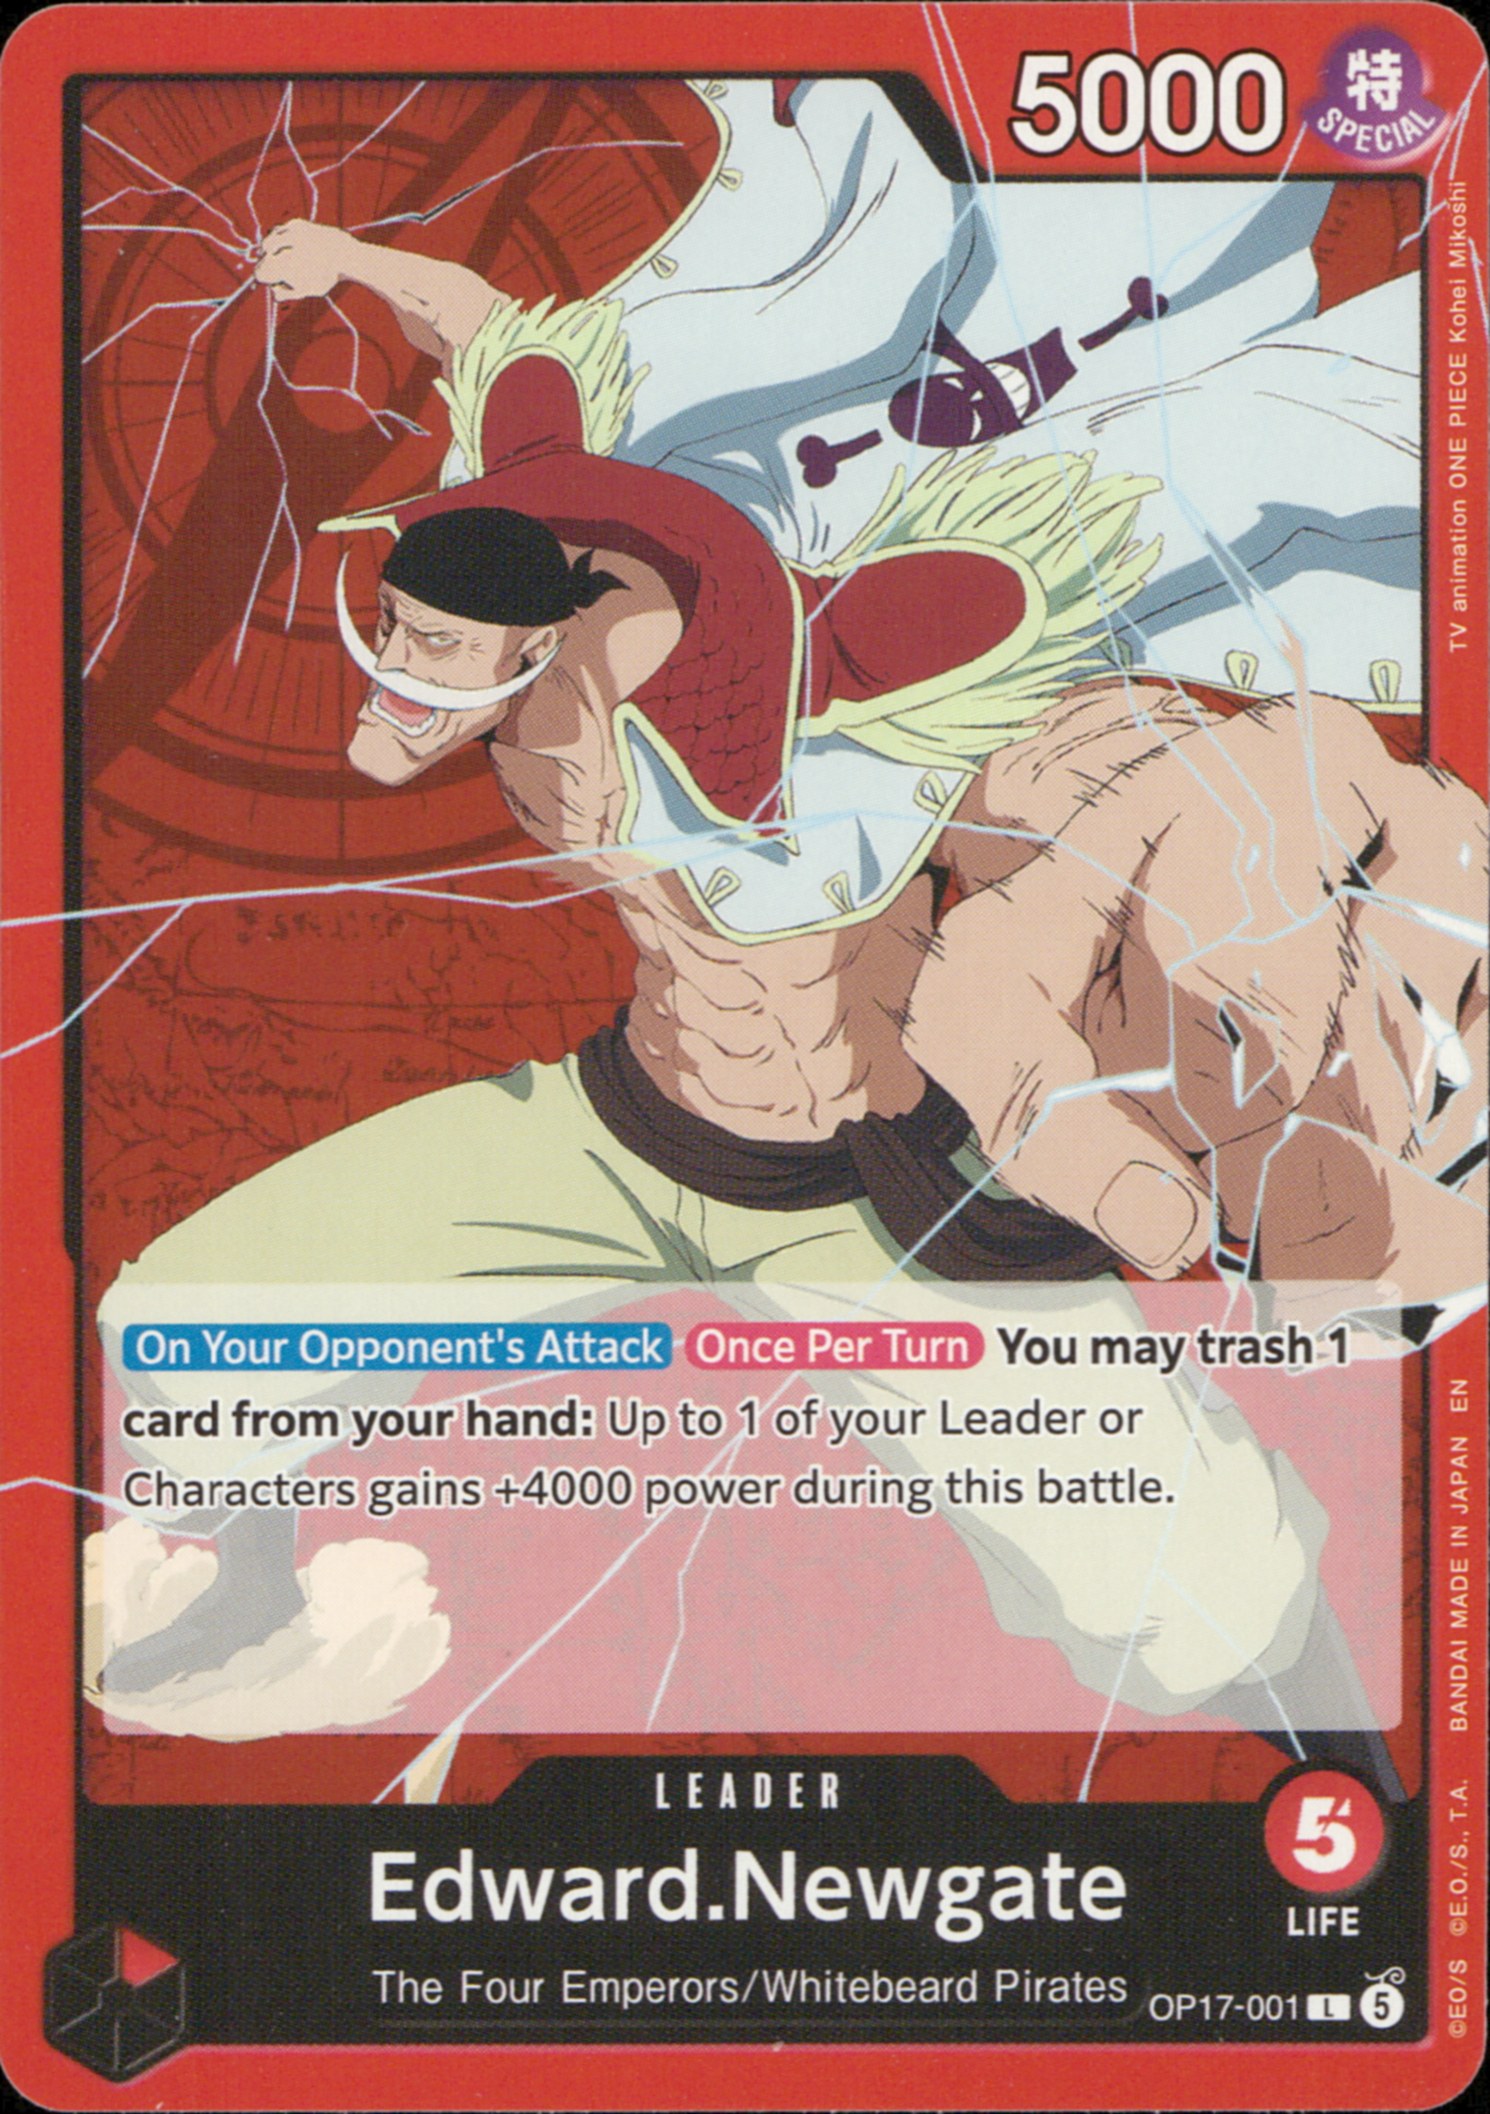 5000
特
SPECIAL
TV animation ONE PIECE Kohei Mikoshi
On Your Opponent's Attack Once Per Turn You may trash 1
card from your hand: Up to 1 of your Leader or
Characters gains +4000 power during this battle.
LEADER
5
LIFE
Edward.Newgate
The Four Emperors/Whitebeard Pirates
OP17-001 L 5
©EO/S ©E.O./S., T.A. BANDAI MADE IN JAPAN EN